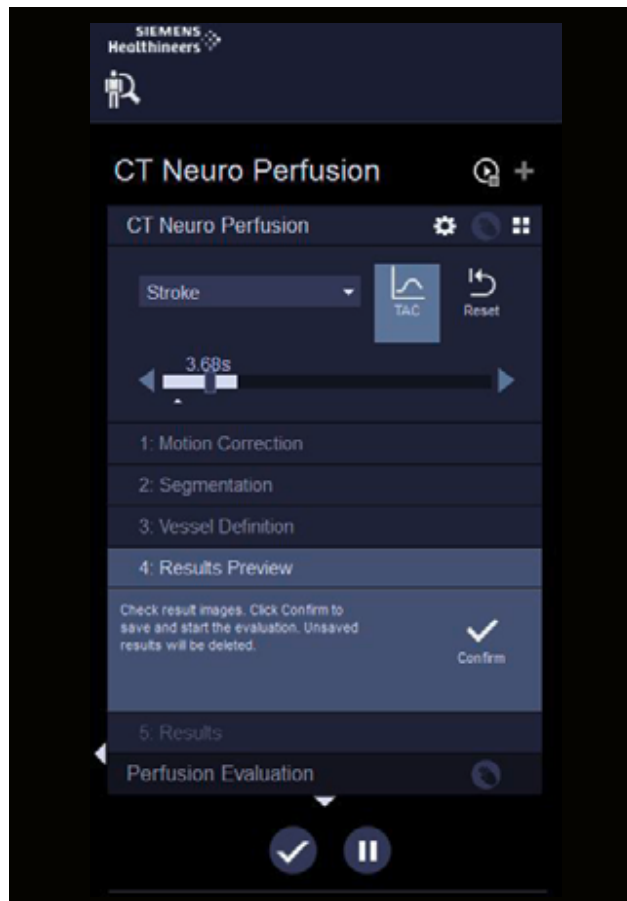 SIEMENS
Healthineers
CT Neuro Perfusion
CT Neuro Perfusion
Stroke
TAC
Reset
3.68s
1: Motion Correction
2: Segmentation
3: Vessel Definition
4: Results Preview
Check result images. Click Confirm to
save and start the evaluation. Unsaved
results will be deleted.
Confirm
5: Results
Perfusion Evaluation